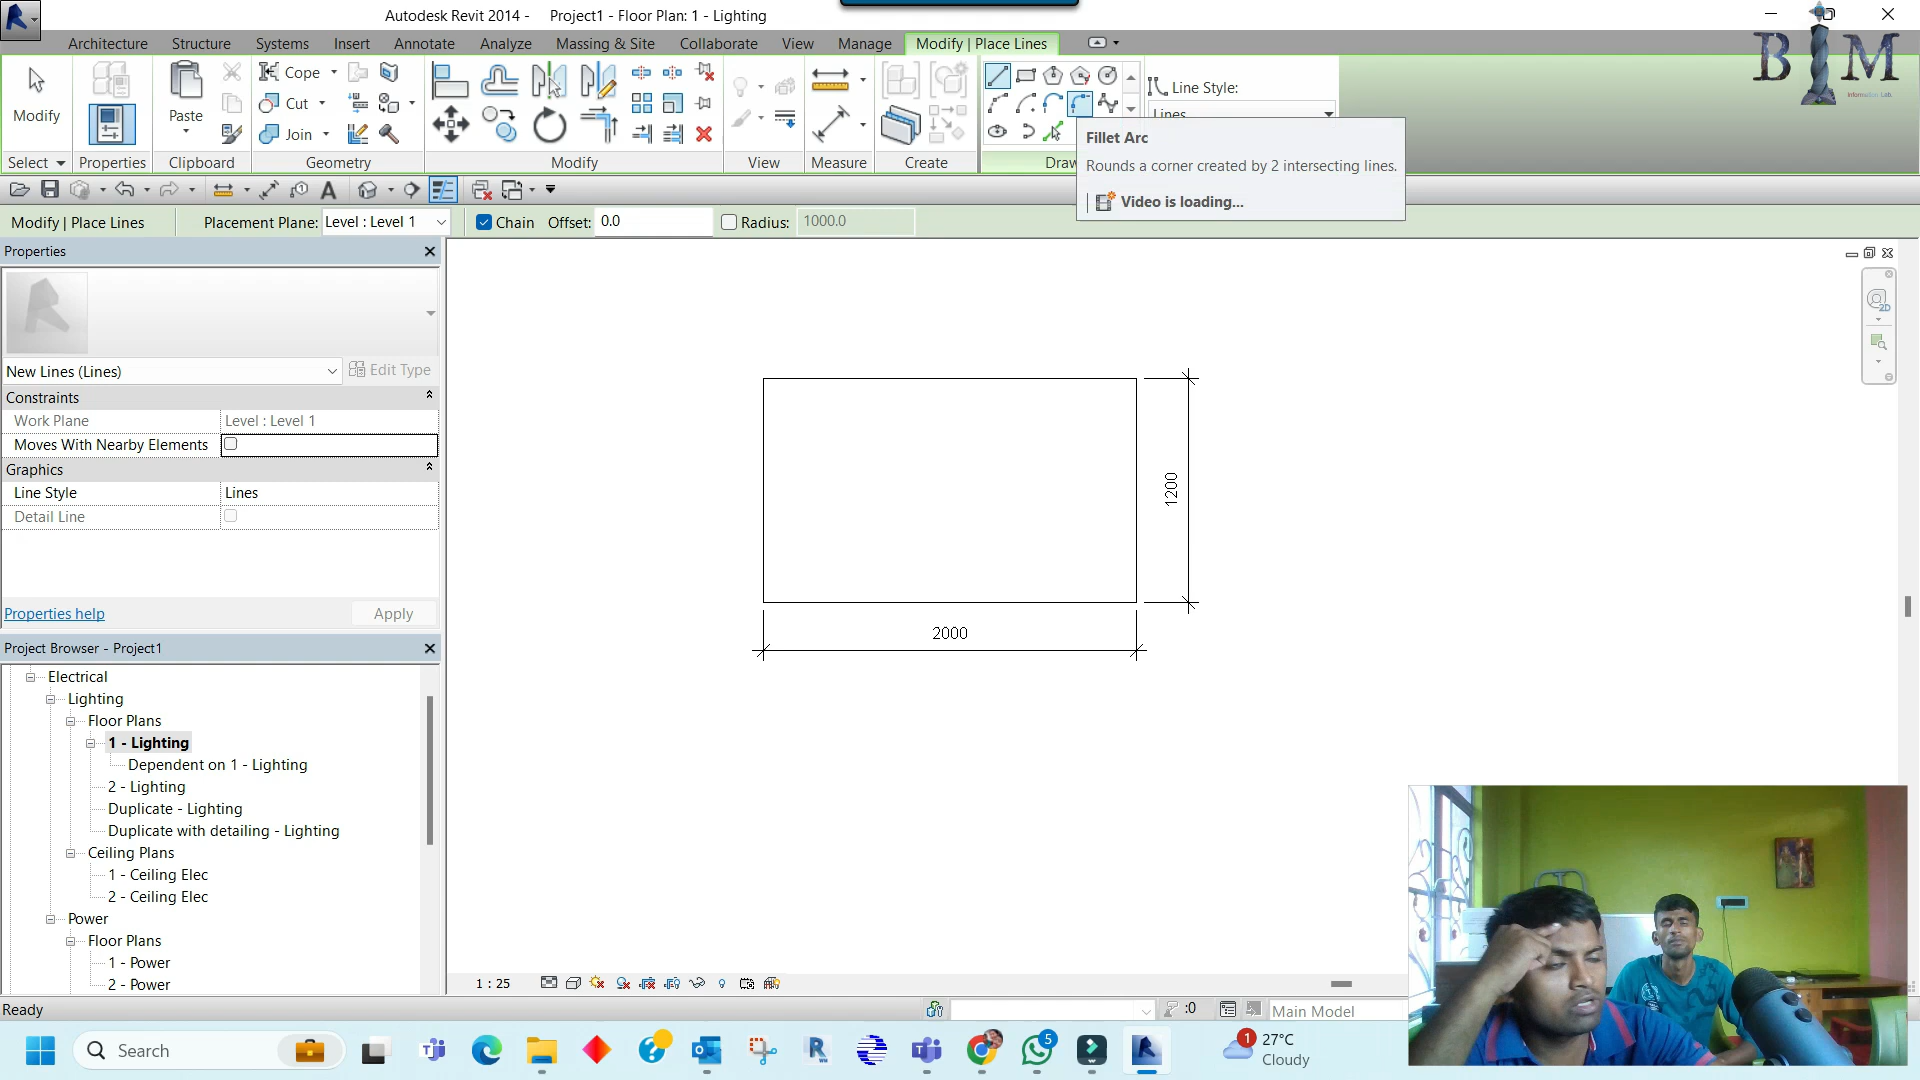 Autodesk Revit 2014 - Project1 - Floor Plan: 1 - Lighting
Architecture Structure Systems Insert Annotate Analyze Massing & Site Collaborate View Manage Modify | Place Lines
BIM
Information Lab.
Modify
Properties
Paste
Cope
Cut
Join
Line Style:
Lines
Select Properties Clipboard Geometry Modify View Measure Create Draw
Fillet Arc
Rounds a corner created by 2 intersecting lines.
Video is loading...
Modify | Place Lines Placement Plane: Level : Level 1 Chain Offset: 0.0 Radius: 1000.0
Properties
New Lines (Lines) Edit Type
Constraints
Work Plane Level : Level 1
Moves With Nearby Elements
Graphics
Line Style Lines
Detail Line
Properties help Apply
Project Browser - Project1
Electrical
Lighting
Floor Plans
1 - Lighting
Dependent on 1 - Lighting
2 - Lighting
Duplicate - Lighting
Duplicate with detailing - Lighting
Ceiling Plans
1 - Ceiling Elec
2 - Ceiling Elec
Power
Floor Plans
1 - Power
2 - Power
2D
1200
2000
1 : 25
Ready :0 Main Model
Search
5
1
27°C
Cloudy